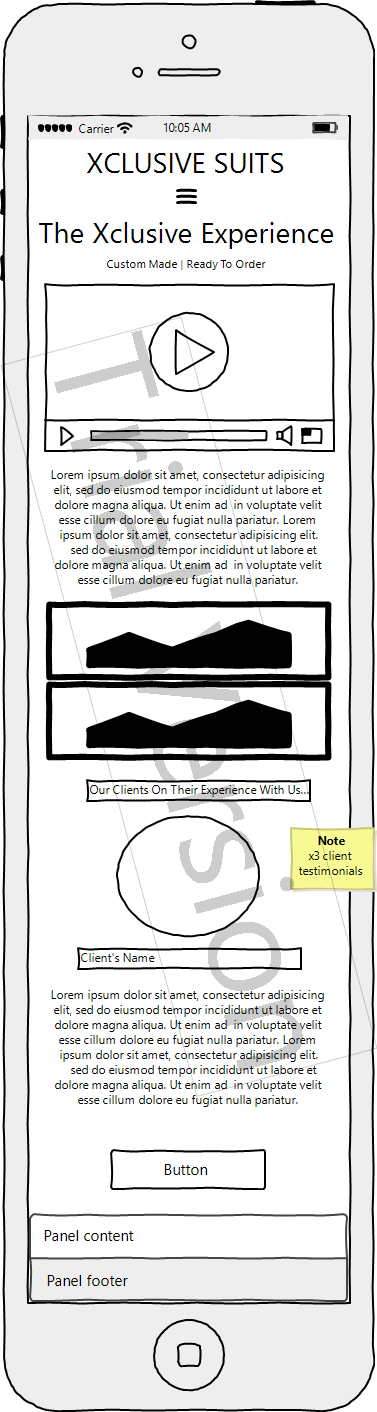 Carrier 10:05 AM
XCLUSIVE SUITS
The Xclusive Experience
Custom Made | Ready To Order
Lorem ipsum dolor sit amet, consectetur adipisicing
elit, sed do eiusmod tempor incididunt ut labore et
dolore magna aliqua. Ut enim ad in voluptate velit
esse cillum dolore eu fugiat nulla pariatur. Lorem
ipsum dolor sit amet, consectetur adipisicing elit.
sed do eiusmod tempor incididunt ut labore et
dolore magna aliqua. Ut enim ad in voluptate velit
esse cillum dolore eu fugiat nulla pariatur.
Our Clients On Their Experience With Us...
Note
x3 client
testimonials
Client's Name
Lorem ipsum dolor sit amet, consectetur adipisicing
elit, sed do eiusmod tempor incididunt ut labore et
dolore magna aliqua. Ut enim ad in voluptate velit
esse cillum dolore eu fugiat nulla pariatur. Lorem
ipsum dolor sit amet, consectetur adipisicing elit.
sed do eiusmod tempor incididunt ut labore et
dolore magna aliqua. Ut enim ad in voluptate velit
esse cillum dolore eu fugiat nulla pariatur.
Button
Panel content
Panel footer
Trial version